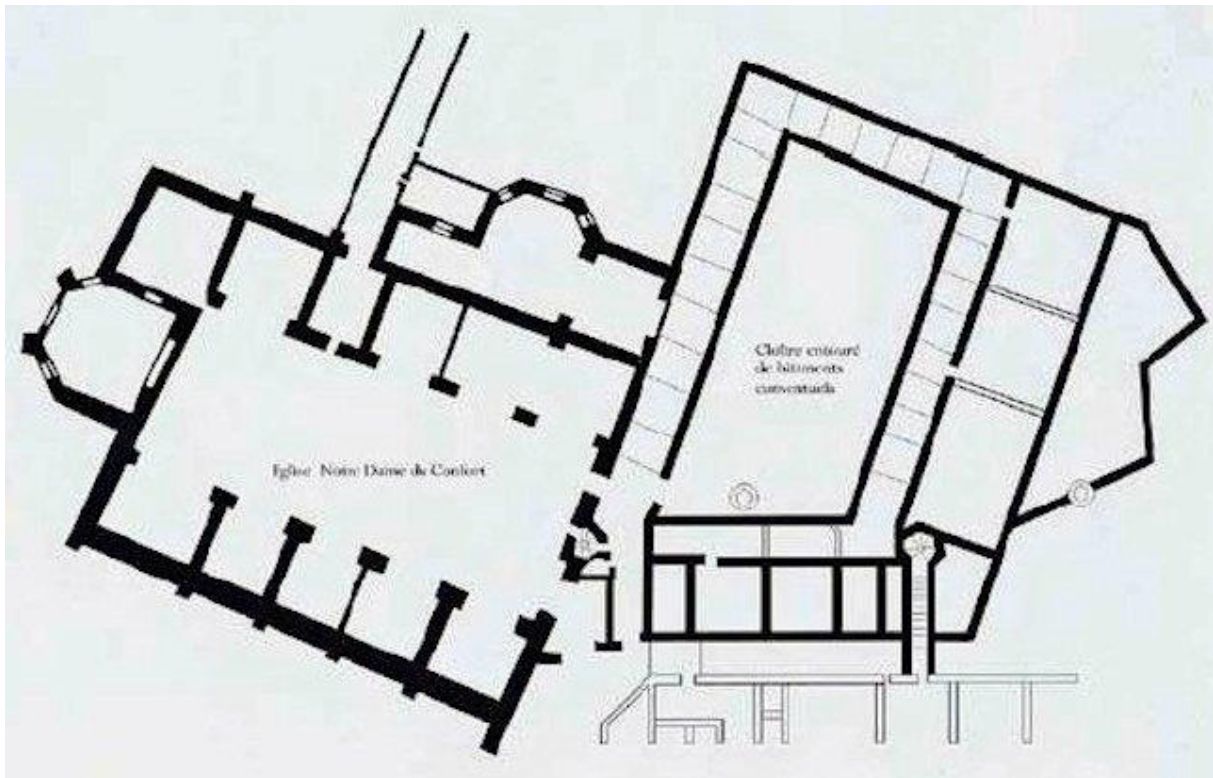 Eglise Notre Dame de Confort
Cloître entouré
de bâtiments
conventuels